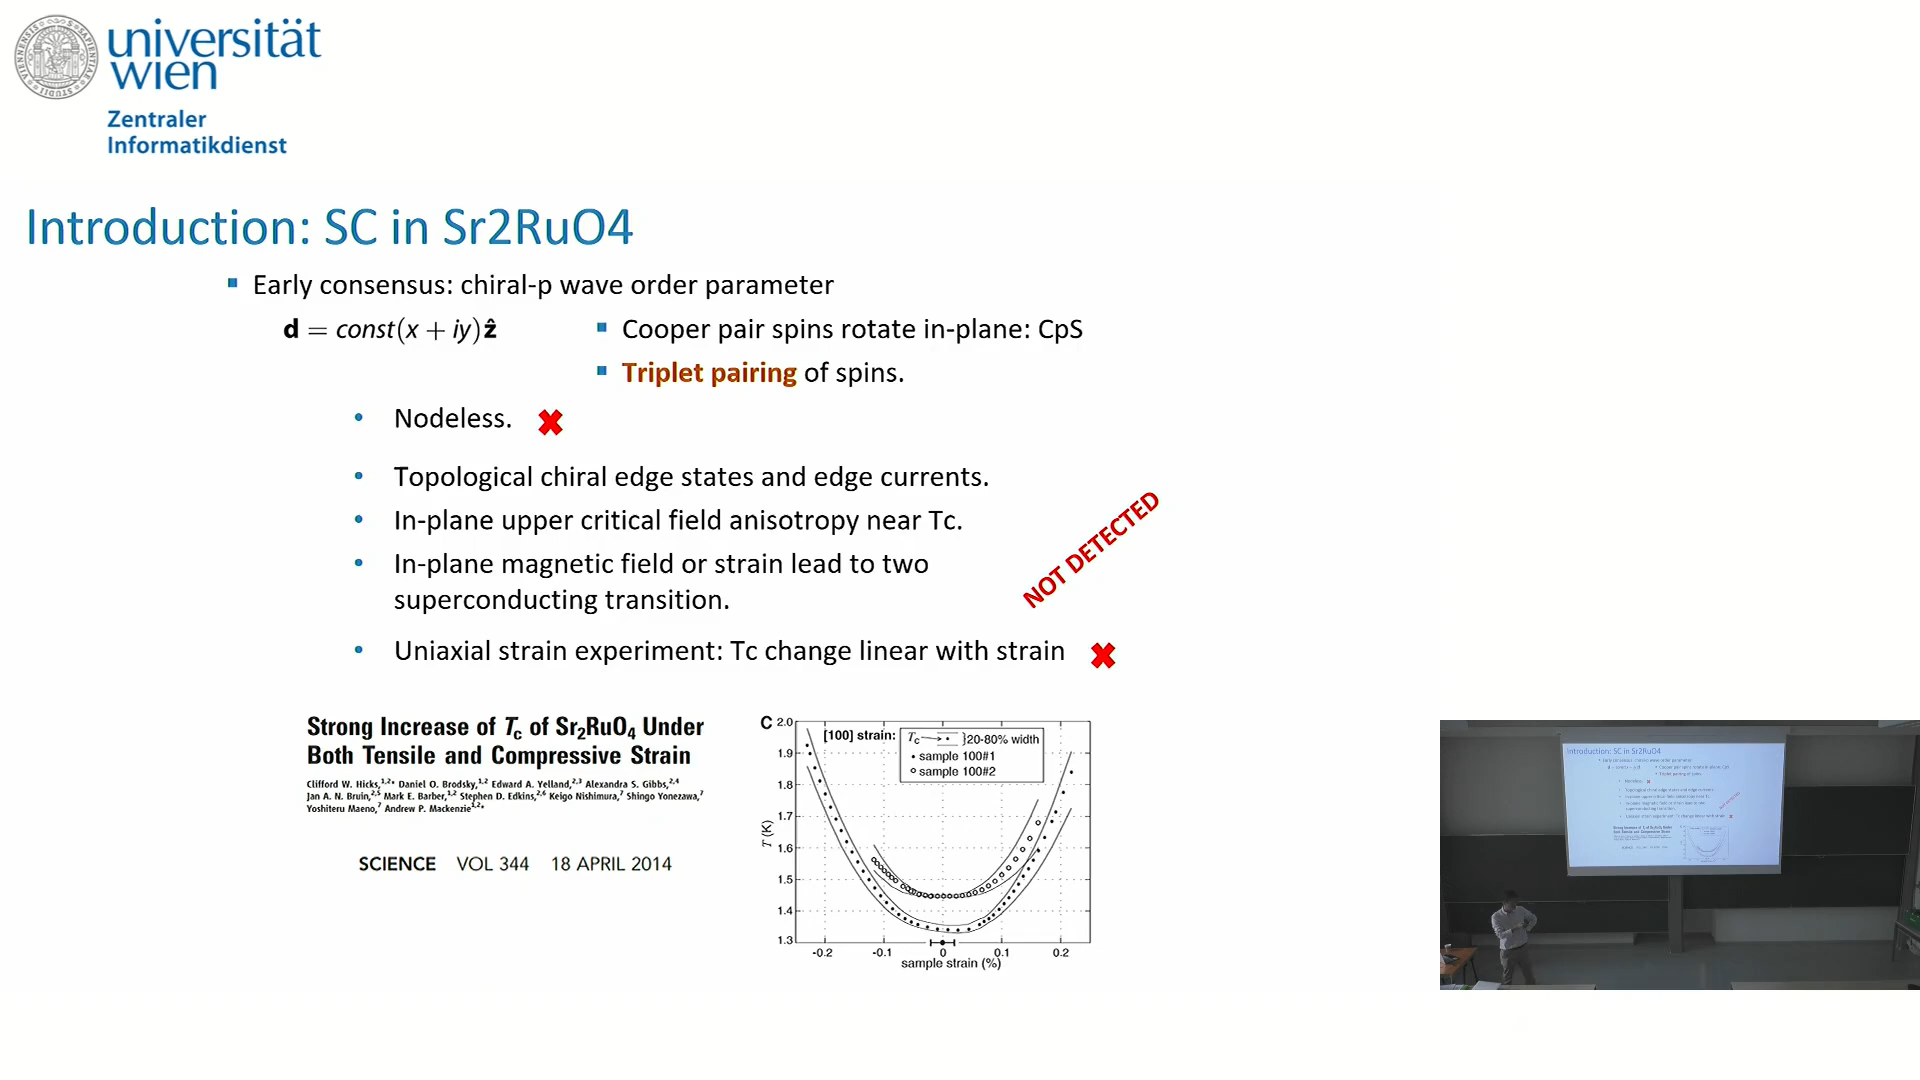 universität
wien
Zentraler
Informatikdienst
Introduction: SC in Sr2RuO4
Early consensus: chiral-p wave order parameter
d = const(x + iy)ẑ
Cooper pair spins rotate in-plane: CpS
Triplet pairing of spins.
Nodeless.
Topological chiral edge states and edge currents.
In-plane upper critical field anisotropy near Tc.
In-plane magnetic field or strain lead to two
superconducting transition.
NOT DETECTED
Uniaxial strain experiment: Tc change linear with strain
Strong Increase of Tc of Sr2RuO4 Under
Both Tensile and Compressive Strain
Clifford W. Hicks,1,2* Daniel O. Brodsky,1,2 Edward A. Yelland,2,3 Alexandra S. Gibbs,2,4
Jan A. N. Bruin,2,5 Mark E. Barber,1,2 Stephen D. Edkins,2,6 Keigo Nishimura,7 Shingo Yonezawa,7
Yoshiteru Maeno,7 Andrew P. Mackenzie1,2*
SCIENCE VOL 344 18 APRIL 2014
C
[100] strain: Tc }20-80% width
sample 100#1
sample 100#2
2.0
1.9
1.8
1.7
1.6
1.5
1.4
1.3
T (K)
-0.2 -0.1 0 0.1 0.2
sample strain (%)
Introduction: SC in Sr2RuO4